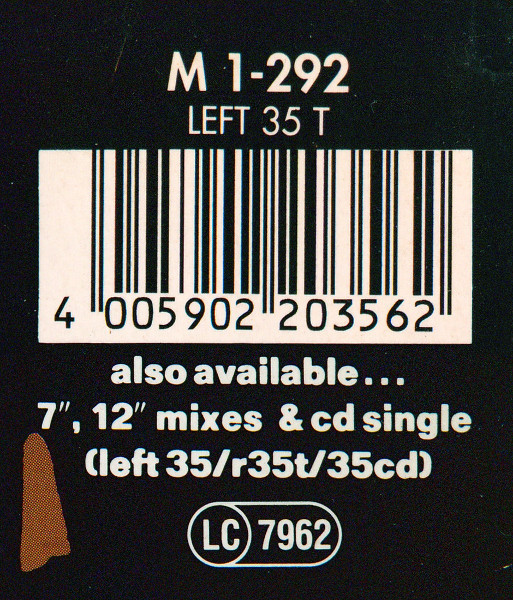 M 1-292
LEFT 35 T
4 005902 203562
also available...
7", 12" mixes & cd single
(left 35/r35t/35cd)
LC 7962